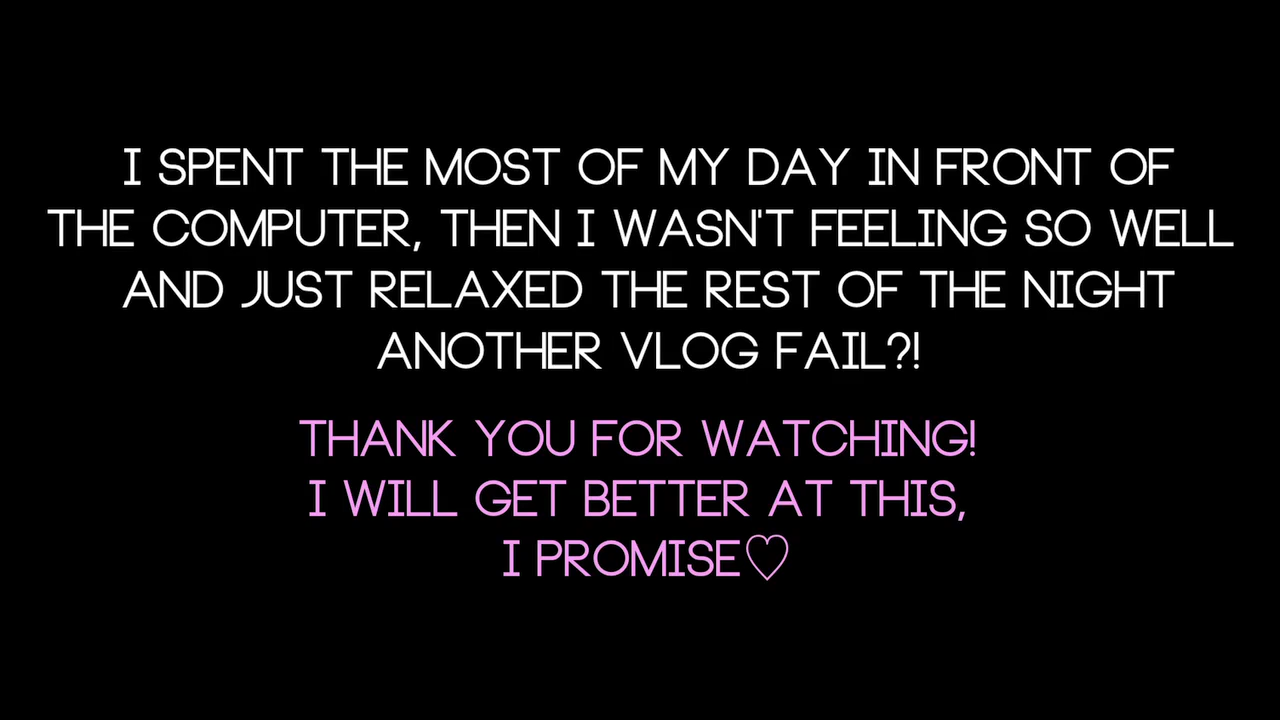 I SPENT THE MOST OF MY DAY IN FRONT OF
THE COMPUTER, THEN I WASN'T FEELING SO WELL
AND JUST RELAXED THE REST OF THE NIGHT
ANOTHER VLOG FAIL?!
THANK YOU FOR WATCHING!
I WILL GET BETTER AT THIS,
I PROMISE♡